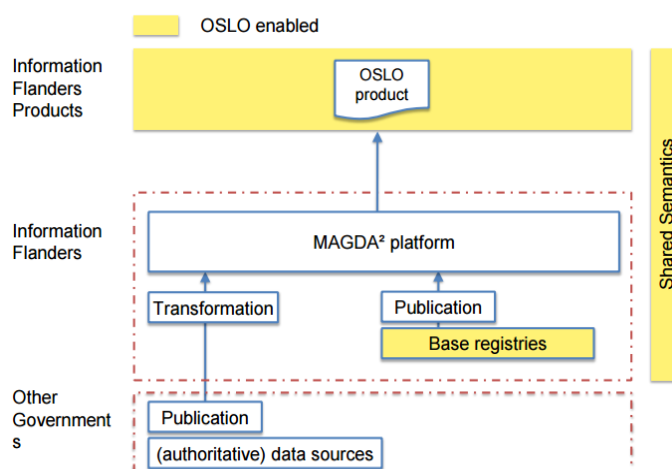 OSLO enabled
Information
Flanders
Products
OSLO
product
Information
Flanders
MAGDA² platform
Transformation
Publication
Base registries
Other
Government
s
Publication
(authoritative) data sources
Shared Semantics